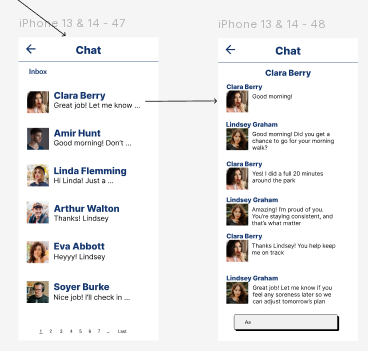 iPhone 13 & 14 - 47
Chat
Inbox
Clara Berry
Great job! Let me know ...
Amir Hunt
Good morning! Don't ...
Linda Flemming
Hi Linda! Just a ...
Arthur Walton
Thanks! Lindsey
Eva Abbott
Heyyy! Lindsey
Soyer Burke
Nice job! I'll check in ...
1 2 3 4 5 6 7 ... Last
iPhone 13 & 14 - 48
Chat
Clara Berry
Clara Berry
Good morning!
Lindsey Graham
Good morning! Did you get a
chance to go for your morning
walk?
Clara Berry
Yes! I did a full 20 minutes
around the park
Lindsey Graham
Amazing! I'm proud of you.
You're staying consistent, and
that's what matter
Clara Berry
Thanks Lindsey! You help keep
me on track
Lindsey Graham
Great job! Let me know if you
feel any soreness later so we
can adjust tomorrow's plan
Aa